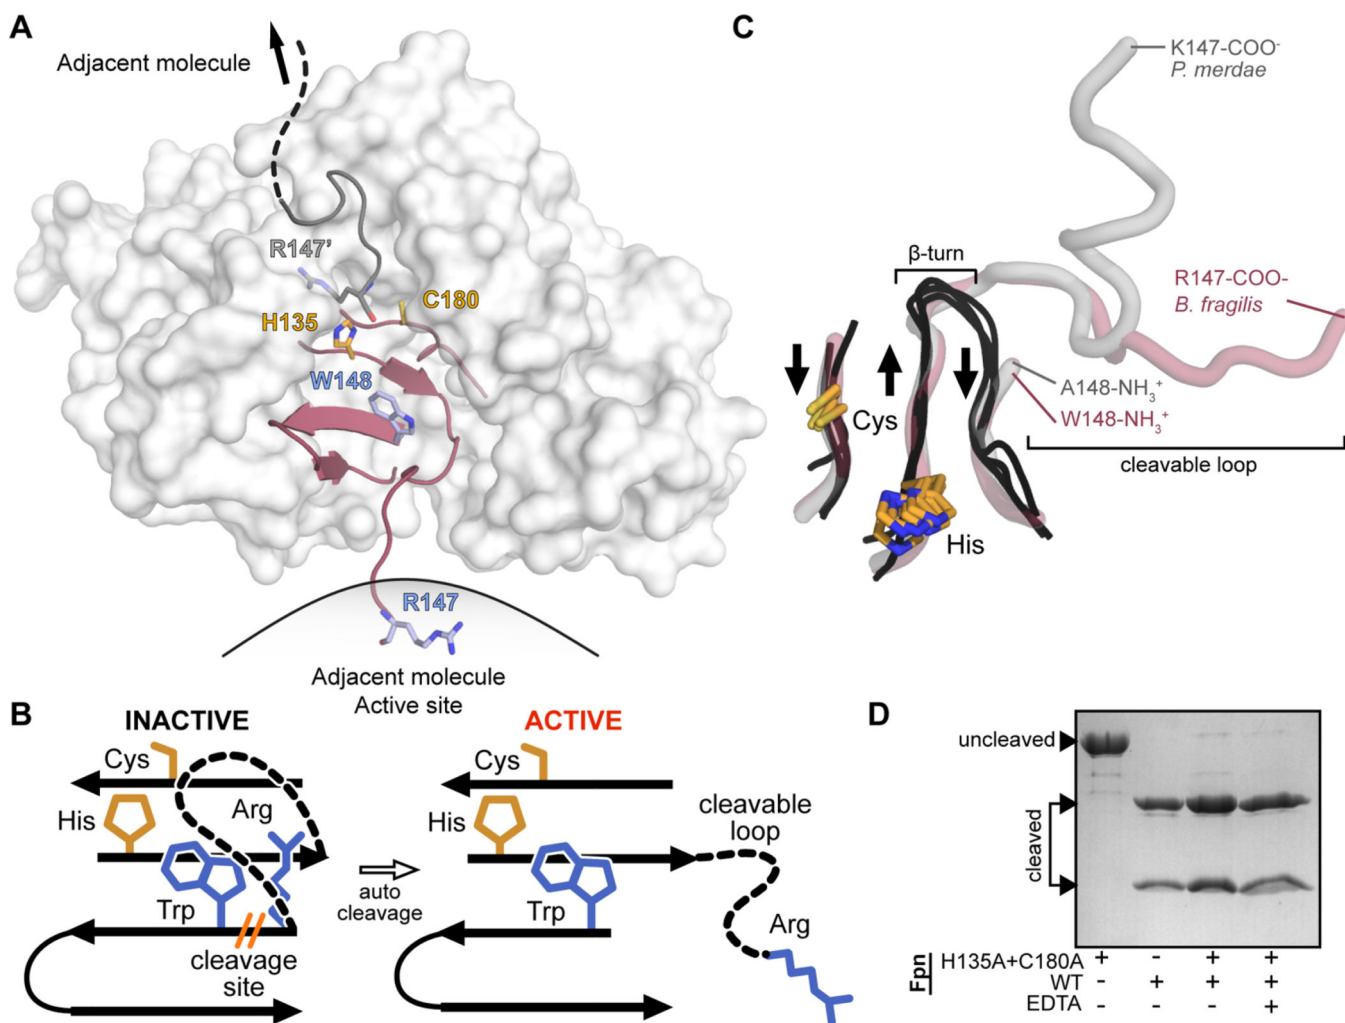 A
Adjacent molecule
R147’
C180
H135
W148
R147
Adjacent molecule
Active site
B
INACTIVE
Cys
His
Arg
Trp
cleavage
site
auto
cleavage
ACTIVE
Cys
His
cleavable
loop
Trp
Arg
C
K147-COO⁻
P. merdae
β-turn
R147-COO-
B. fragilis
A148-NH₃⁺
W148-NH₃⁺
Cys
His
cleavable loop
D
uncleaved
cleaved
Fpn
H135A+C180A + - + +
WT - + + +
EDTA - - - +